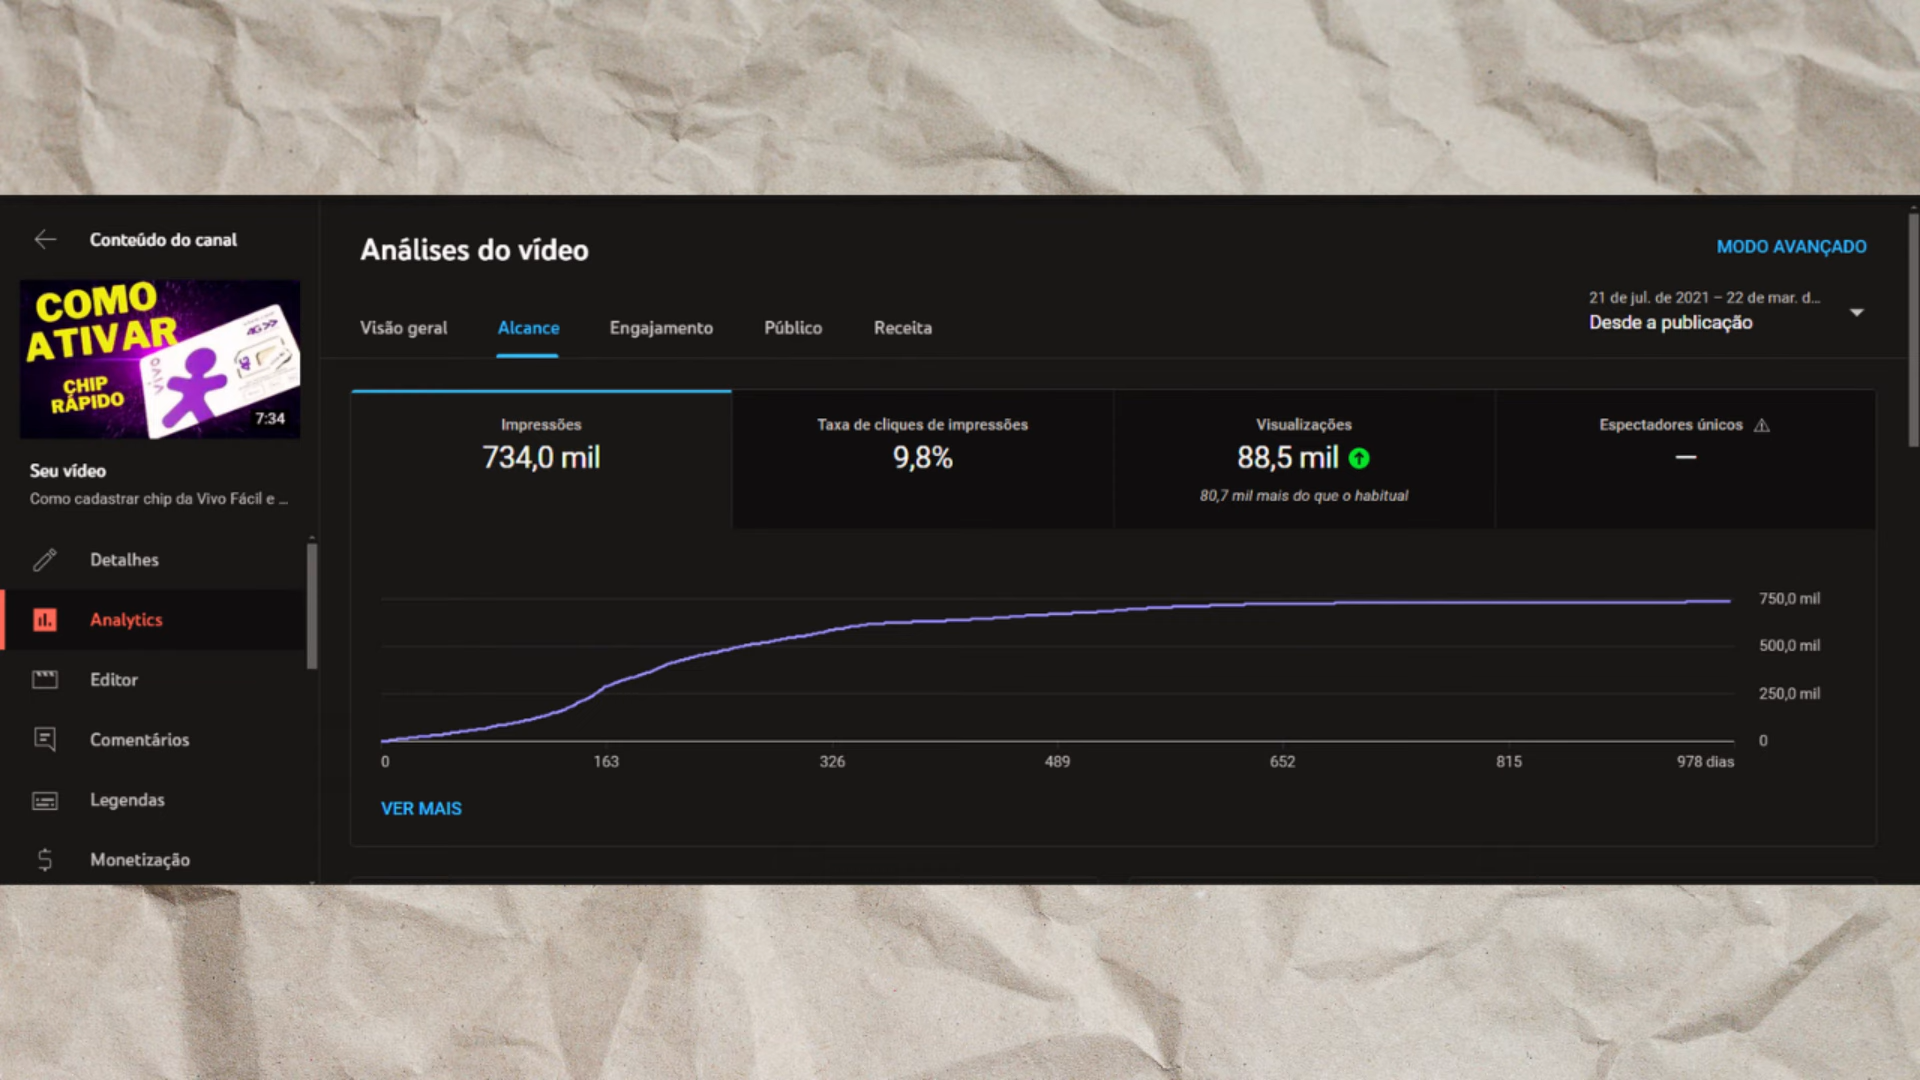 Conteúdo do canal
COMO
ATIVAR
CHIP
RÁPIDO
4G>>
VIVO
7:34
Seu vídeo
Como cadastrar chip da Vivo Fácil e ...
Detalhes
Analytics
Editor
Comentários
Legendas
Monetização
Análises do vídeo
MODO AVANÇADO
21 de jul. de 2021 – 22 de mar. d...
Desde a publicação
Visão geral
Alcance
Engajamento
Público
Receita
Impressões
734,0 mil
Taxa de cliques de impressões
9,8%
Visualizações
88,5 mil
80,7 mil mais do que o habitual
Espectadores únicos
—
750,0 mil
500,0 mil
250,0 mil
0
0 163 326 489 652 815 978 dias
VER MAIS